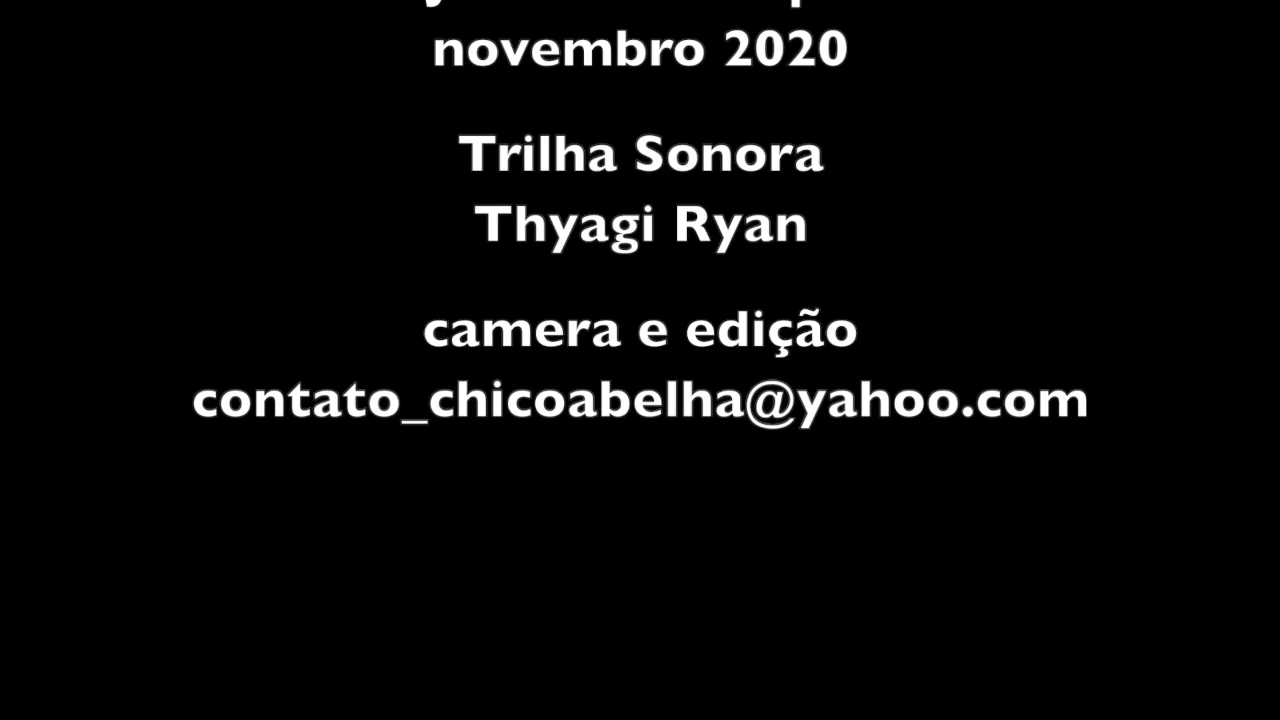 novembro 2020
Trilha Sonora
Thyagi Ryan
camera e edição
contato_chicoabelha@yahoo.com